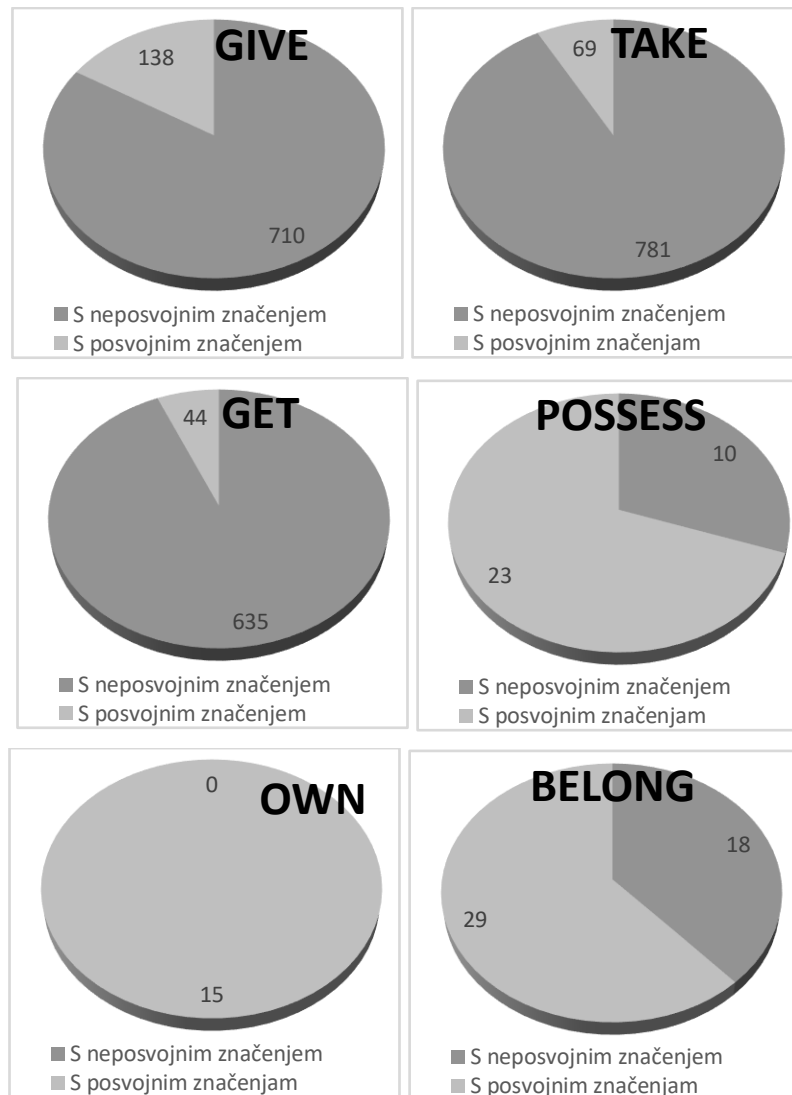 GIVE
138
710
S neposvojnim značenjem
S posvojnim značenjem
TAKE
69
781
S neposvojnim značenjem
S posvojnim značenjam
GET
44
635
S neposvojnim značenjem
S posvojnim značenjem
POSSESS
10
23
S neposvojnim značenjem
S posvojnim značenjam
OWN
0
15
S neposvojnim značenjem
S posvojnim značenjam
BELONG
18
29
S neposvojnim značenjem
S posvojnim značenjam